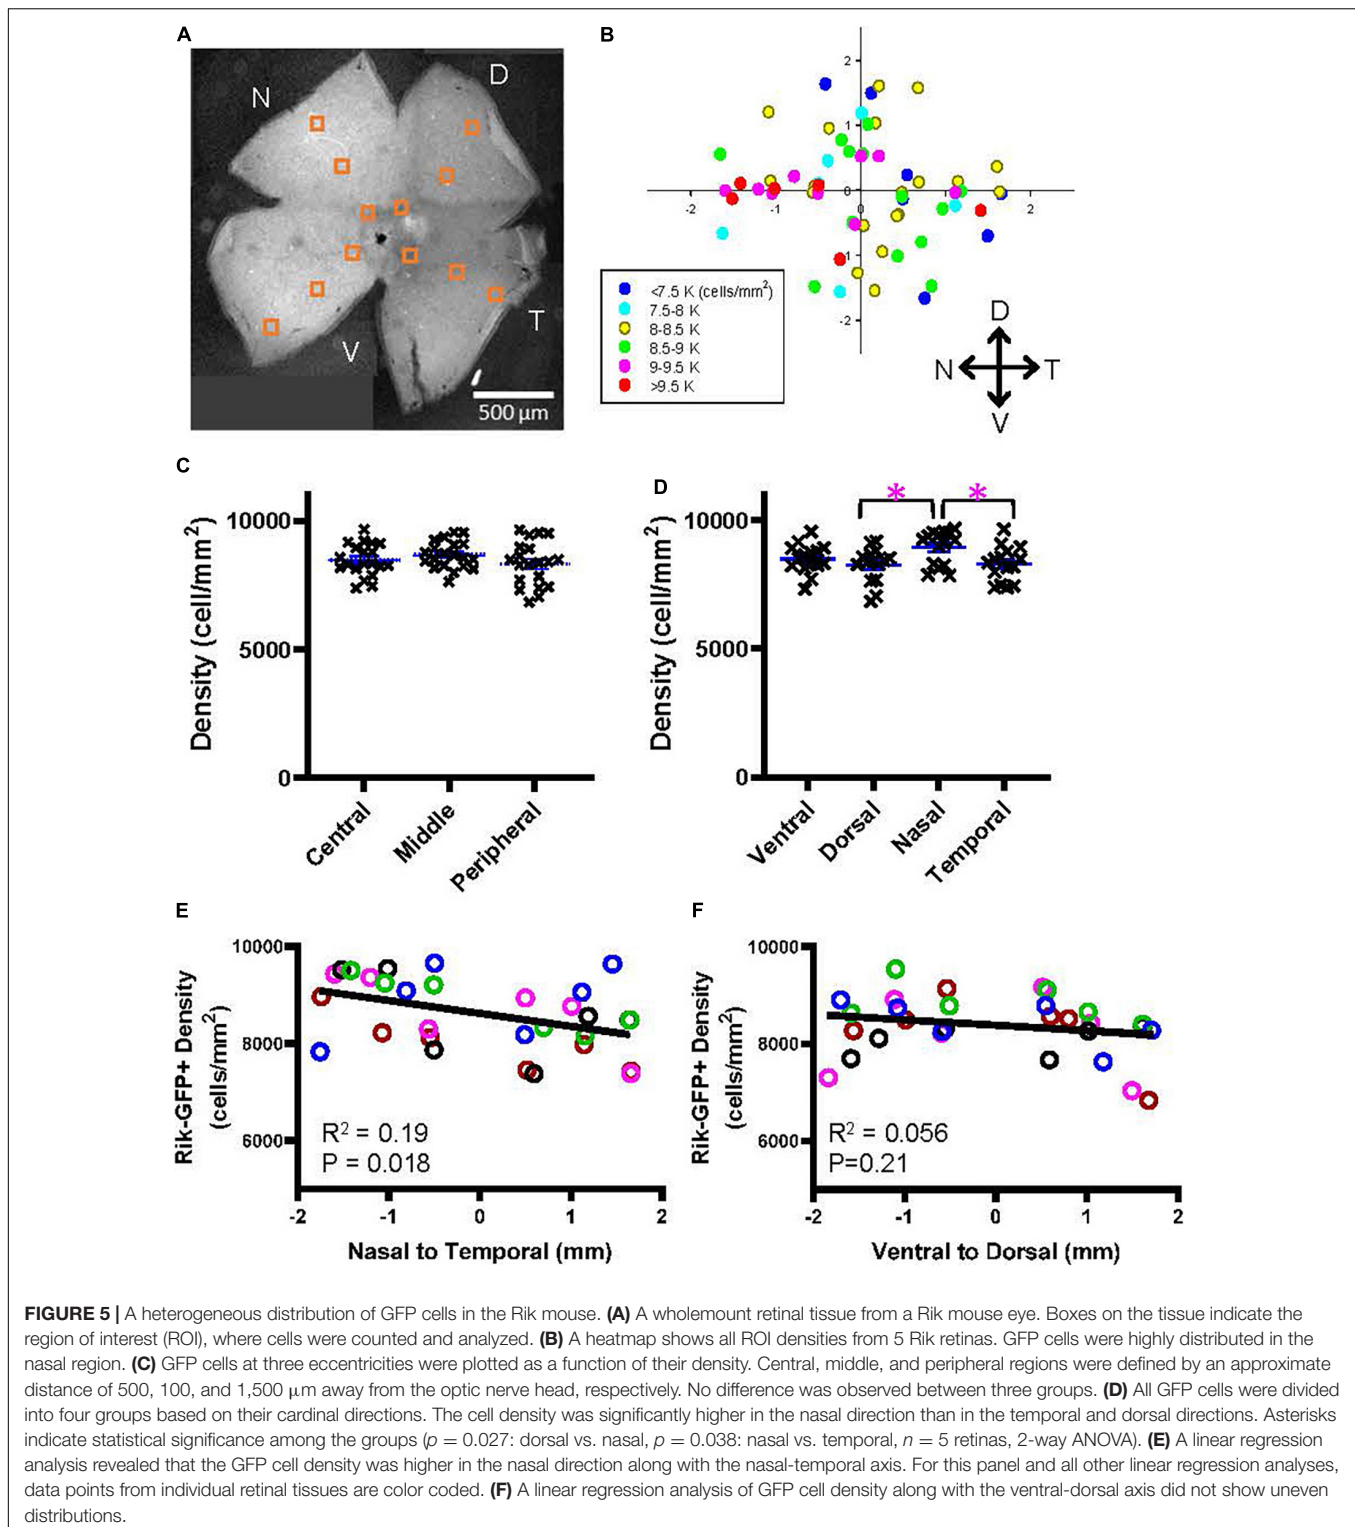 A
N
D
V
T
500 µm
B
2
1
0
-1
-2
-2
-1
0
1
2
<7.5 K (cells/mm²)
7.5-8 K
8-8.5 K
8.5-9 K
9-9.5 K
>9.5 K
D
N
T
V
C
Density (cell/mm²)
10000
5000
0
Central
Middle
Peripheral
D
Density (cell/mm²)
10000
5000
0
*
*
Ventral
Dorsal
Nasal
Temporal
E
Rik-GFP+ Density
(cells/mm²)
10000
8000
6000
R² = 0.19
P = 0.018
-2
-1
0
1
2
Nasal to Temporal (mm)
F
Rik-GFP+ Density
(cells/mm²)
10000
8000
6000
R² = 0.056
P=0.21
-2
-1
0
1
2
Ventral to Dorsal (mm)
FIGURE 5 | A heterogeneous distribution of GFP cells in the Rik mouse. (A) A wholemount retinal tissue from a Rik mouse eye. Boxes on the tissue indicate the
region of interest (ROI), where cells were counted and analyzed. (B) A heatmap shows all ROI densities from 5 Rik retinas. GFP cells were highly distributed in the
nasal region. (C) GFP cells at three eccentricities were plotted as a function of their density. Central, middle, and peripheral regions were defined by an approximate
distance of 500, 100, and 1,500 µm away from the optic nerve head, respectively. No difference was observed between three groups. (D) All GFP cells were divided
into four groups based on their cardinal directions. The cell density was significantly higher in the nasal direction than in the temporal and dorsal directions. Asterisks
indicate statistical significance among the groups (p = 0.027: dorsal vs. nasal, p = 0.038: nasal vs. temporal, n = 5 retinas, 2-way ANOVA). (E) A linear regression
analysis revealed that the GFP cell density was higher in the nasal direction along with the nasal-temporal axis. For this panel and all other linear regression analyses,
data points from individual retinal tissues are color coded. (F) A linear regression analysis of GFP cell density along with the ventral-dorsal axis did not show uneven
distributions.